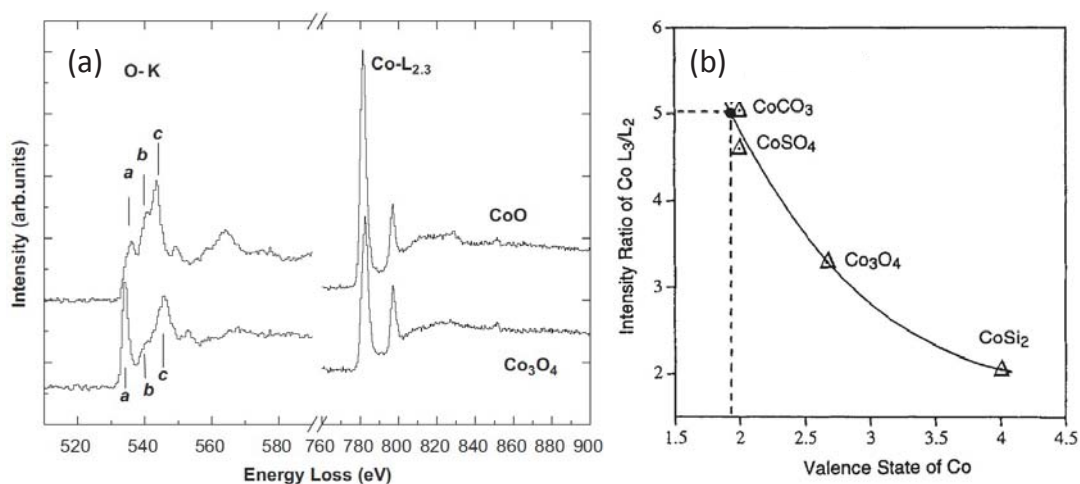 (a)
O- K
Co-L2.3
a
b
c
CoO
Co3O4
a
b
c
Intensity (arb.units)
520 540 560 760 780 800 820 840 860 880 900
Energy Loss (eV)
(b)
6
5
4
3
2
CoCO3
CoSO4
Co3O4
CoSi2
Intensity Ratio of Co L3/L2
1.5 2 2.5 3 3.5 4 4.5
Valence State of Co